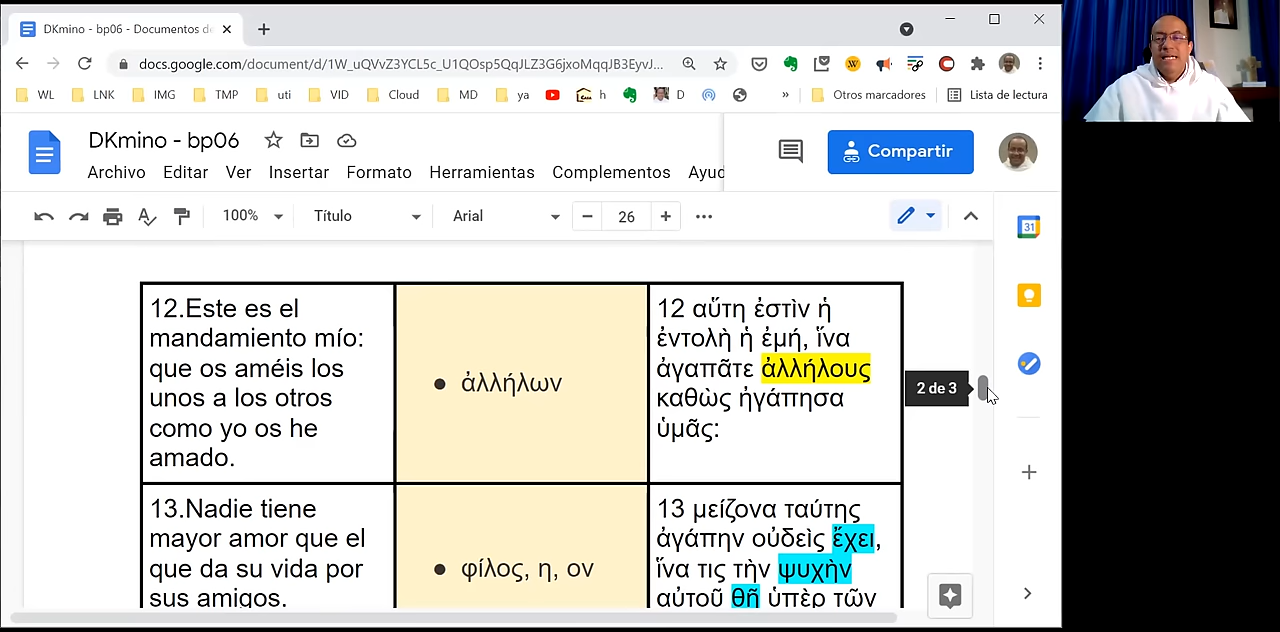 DKmino - bp06 - Documentos d
docs.google.com/document/d/1W_uQVvZ3YCL5c_U1QOsp5QqJLZ3G6jxoMqqJB3EyvJ...
WL LNK IMG TMP uti VID Cloud MD ya h D » Otros marcadores Lista de lectura
DKmino - bp06
Archivo Editar Ver Insertar Formato Herramientas Complementos Ayud
Compartir
100% Título Arial 26
31
12.Este es el
mandamiento mío:
que os améis los
unos a los otros
como yo os he
amado.
ἀλλήλων
12 αὕτη ἐστὶν ἡ
ἐντολὴ ἡ ἐμή, ἵνα
ἀγαπᾶτε ἀλλήλους
καθὼς ἠγάπησα
ὑμᾶς:
2 de 3
13.Nadie tiene
mayor amor que el
que da su vida por
sus amigos.
φίλος, η, ον
13 μείζονα ταύτης
ἀγάπην οὐδεὶς ἔχει,
ἵνα τις τὴν ψυχὴν
αὐτοῦ θῇ ὑπὲρ τῶν